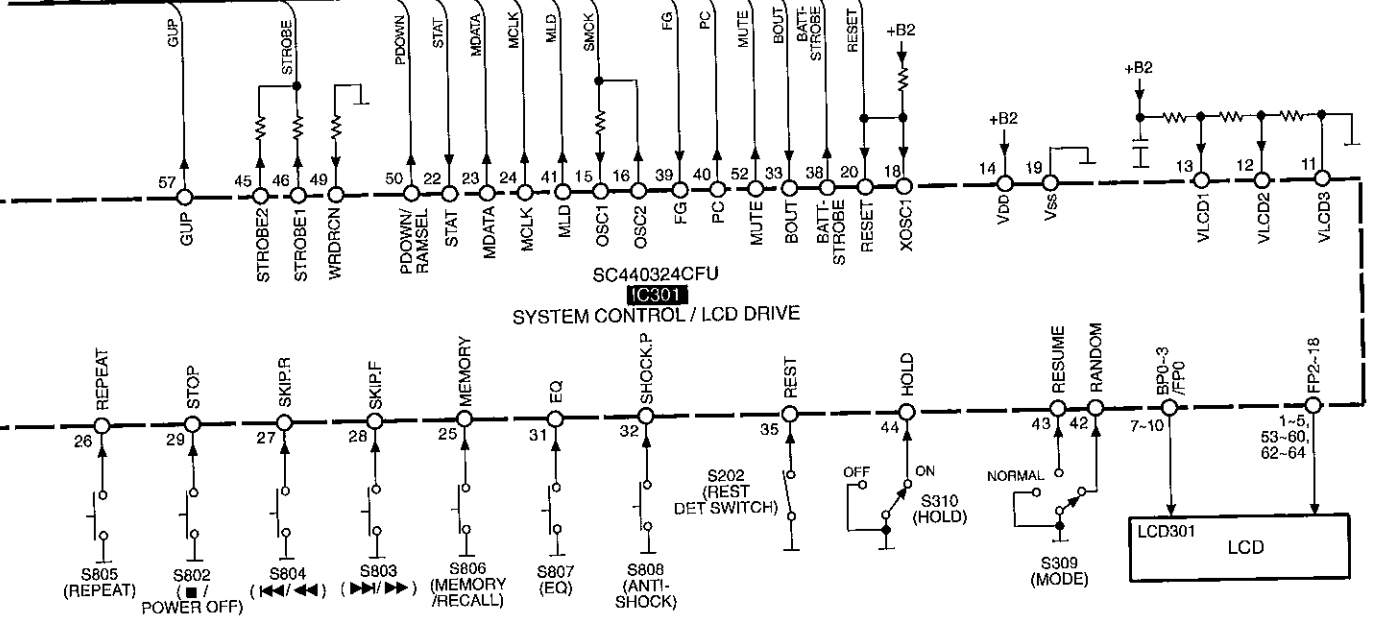 GUP
STROBE
PDOWN
STAT
MDATA
MCLK
MLD
SMCK
FG
PC
MUTE
BOUT
BATT-
STROBE
RESET
+B2
+B2
+B2
57
45
46
49
50
22
23
24
41
15
16
39
40
52
33
38
20
18
14
19
13
12
11
GUP
STROBE2
STROBE1
WRDRCN
PDOWN/
RAMSEL
STAT
MDATA
MCLK
MLD
OSC1
OSC2
FG
PC
MUTE
BOUT
BATT-
STROBE
RESET
XOSC1
VDD
Vss
VLCD1
VLCD2
VLCD3
SC440324CFU
IC301
SYSTEM CONTROL / LCD DRIVE
REPEAT
STOP
SKIP.R
SKIP.F
MEMORY
EQ
SHOCK.P
REST
HOLD
RESUME
RANDOM
BP0~3
/FP0
FP2~18
26
29
27
28
25
31
32
35
44
43
42
7~10
1~5,
53~60,
62~64
S805
(REPEAT)
S802
(■ /
POWER OFF)
S804
(⏮/◀◀)
S803
(⏭/▶▶)
S806
(MEMORY
/RECALL)
S807
(EQ)
S808
(ANTI-
SHOCK)
S202
(REST
DET SWITCH)
OFF
ON
S310
(HOLD)
NORMAL
S309
(MODE)
LCD301
LCD